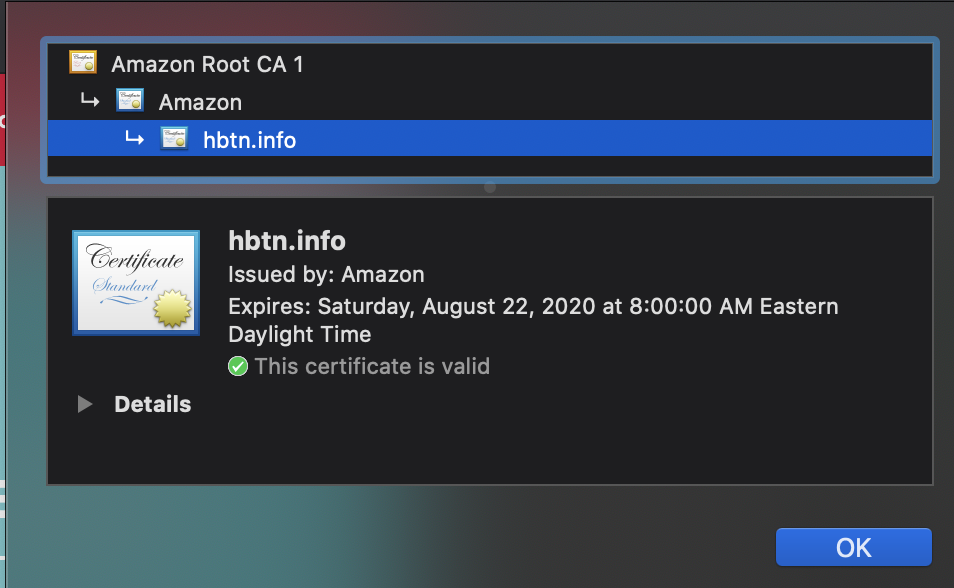 Amazon Root CA 1
Amazon
hbtn.info
Certificate
Standard
hbtn.info
Issued by: Amazon
Expires: Saturday, August 22, 2020 at 8:00:00 AM Eastern
Daylight Time
This certificate is valid
Details
OK